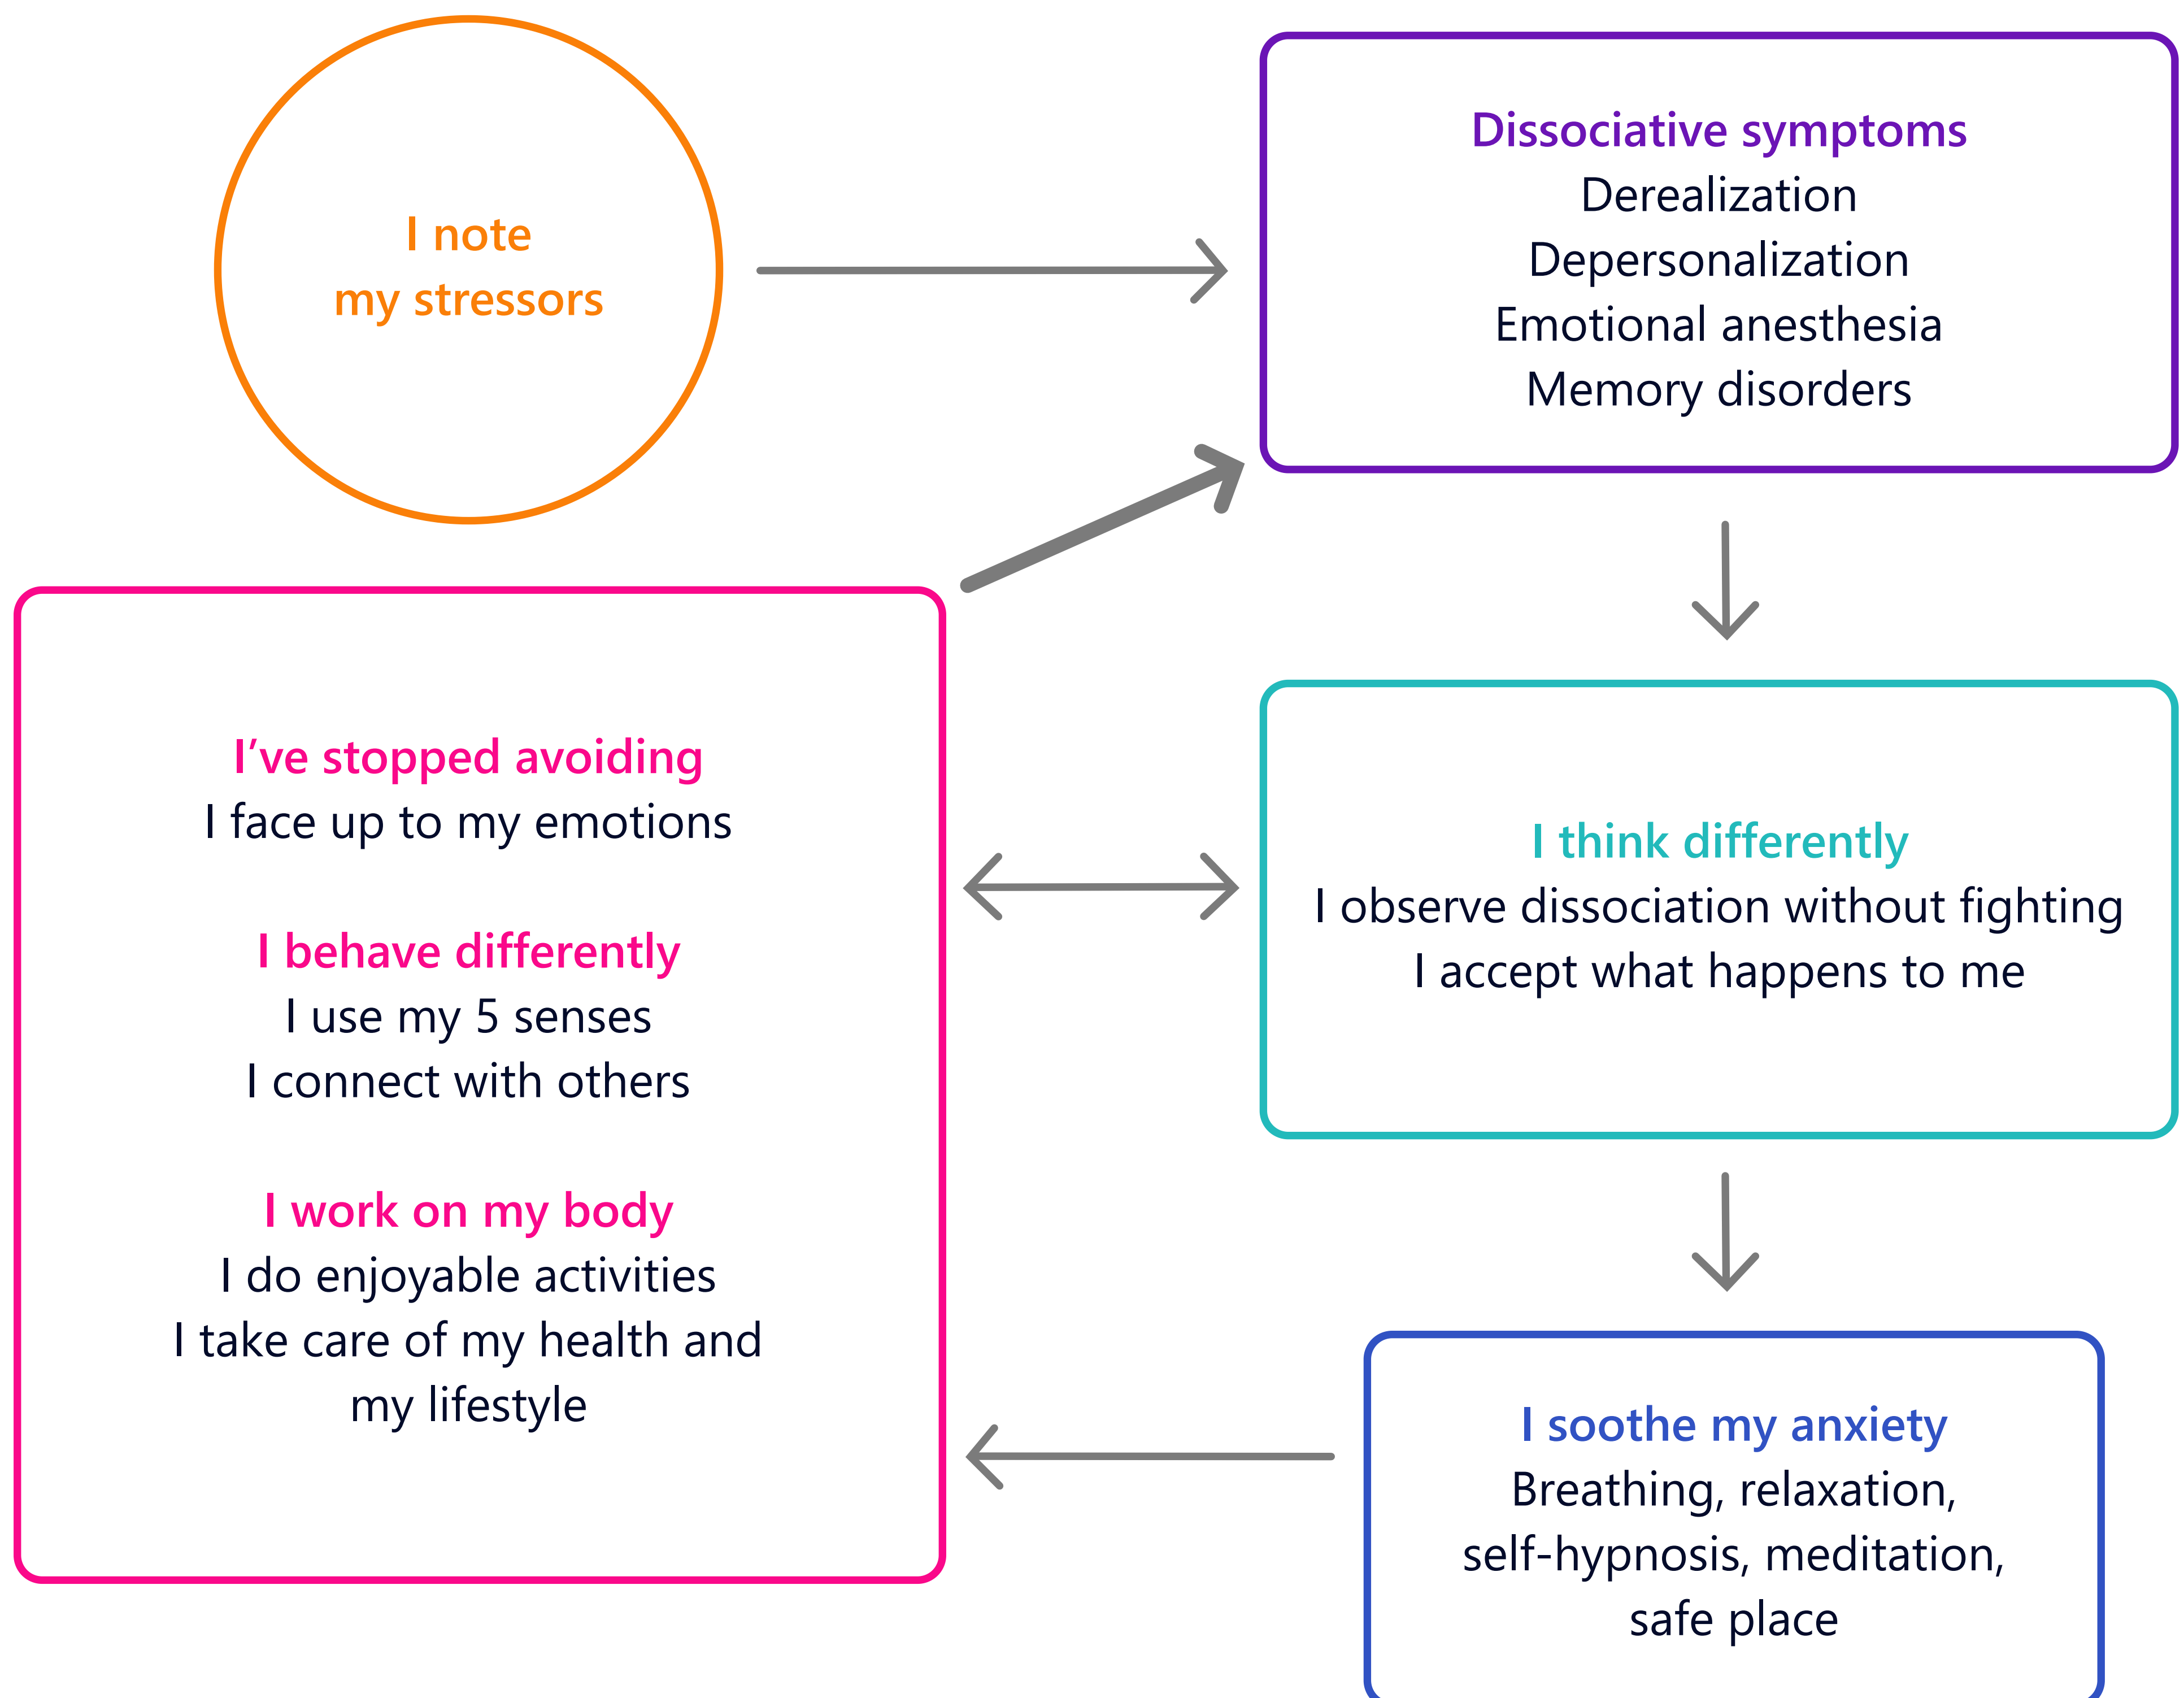 I note
my stressors
Dissociative symptoms
Derealization
Depersonalization
Emotional anesthesia
Memory disorders
I’ve stopped avoiding
I face up to my emotions
I behave differently
I use my 5 senses
I connect with others
I work on my body
I do enjoyable activities
I take care of my health and
my lifestyle
I think differently
I observe dissociation without fighting
I accept what happens to me
I soothe my anxiety
Breathing, relaxation,
self-hypnosis, meditation,
safe place